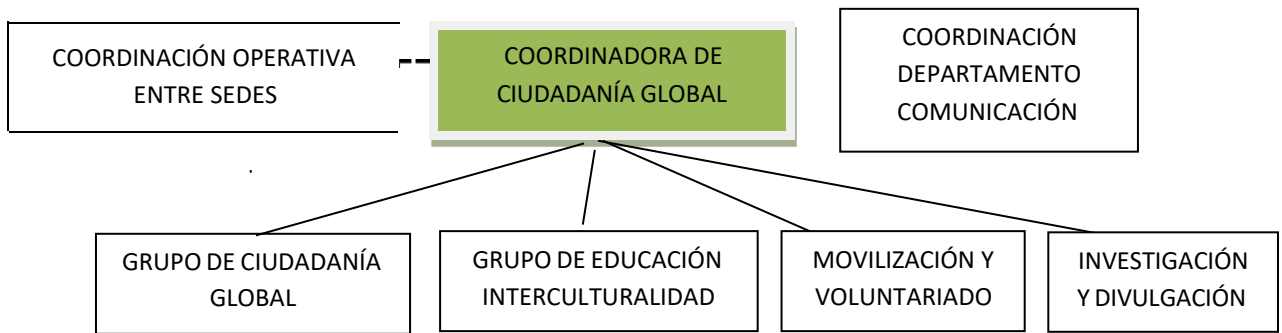 COORDINACIÓN OPERATIVA
ENTRE SEDES
COORDINADORA DE
CIUDADANÍA GLOBAL
COORDINACIÓN
DEPARTAMENTO
COMUNICACIÓN
GRUPO DE CIUDADANÍA
GLOBAL
GRUPO DE EDUCACIÓN
INTERCULTURALIDAD
MOVILIZACIÓN Y
VOLUNTARIADO
INVESTIGACIÓN
Y DIVULGACIÓN